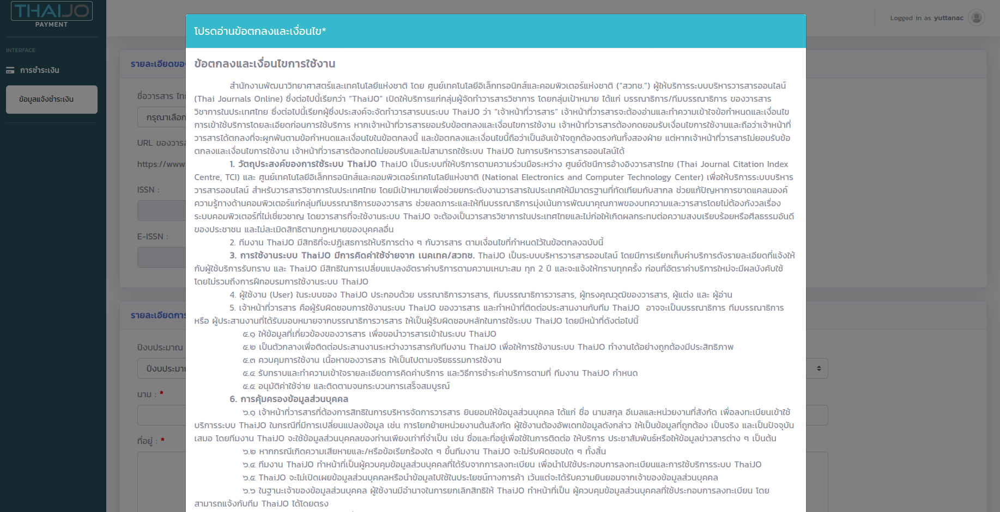 THAIJO
PAYMENT
INTERFACE
การชำระเงิน
ข้อมูลแจ้งชำระเงิน
Logged in as yuttanac
รายละเอียดของ
ชื่อวารสาร
กรุณาเลือก
URL ของวารส
https://www
ISSN :
E-ISSN :
รายละเอียดการ
ปีงบประมาณ
ปีงบประมาณ
นาม : *
ที่อยู่ : *
โปรดอ่านข้อตกลงและเงื่อนไข*
ข้อตกลงและเงื่อนไขการใช้งาน
สำนักงานพัฒนาวิทยาศาสตร์และเทคโนโลยีแห่งชาติ โดย ศูนย์เทคโนโลยีอิเล็กทรอนิกส์และคอมพิวเตอร์แห่งชาติ (“สวทช.”) ผู้ให้บริการระบบบริหารวารสารออนไลน์
(Thai Journals Online) ซึ่งต่อไปนี้เรียกว่า “ThaiJO” เปิดให้บริการแก่กลุ่มผู้จัดทำวารสารวิชาการ โดยกลุ่มเป้าหมาย ได้แก่ บรรณาธิการ/ทีมบรรณาธิการ ของวารสาร
วิชาการในประเทศไทย ซึ่งต่อไปนี้เรียกผู้ซึ่งประสงค์จะจัดทำวารสารบนระบบ ThaiJO ว่า “เจ้าหน้าที่วารสาร” เจ้าหน้าที่วารสารจะต้องอ่านและทำความเข้าใจข้อกำหนดและเงื่อนไข
การเข้าใช้บริการโดยละเอียดก่อนการใช้บริการ หากเจ้าหน้าที่วารสารยอมรับข้อตกลงและเงื่อนไขการใช้งาน เจ้าหน้าที่วารสารต้องกดยอมรับเงื่อนไขการใช้งานและถือว่าเจ้าหน้าที่
วารสารได้ตกลงที่จะผูกพันตามข้อกำหนดและเงื่อนไขในข้อตกลงนี้ และข้อตกลงและเงื่อนไขนี้ถือว่าเป็นอันเข้าใจถูกต้องตรงกันทั้งสองฝ่าย แต่หากเจ้าหน้าที่วารสารไม่ยอมรับข้อ
ตกลงและเงื่อนไขการใช้งาน เจ้าหน้าที่วารสารต้องกดไม่ยอมรับและไม่สามารถใช้ระบบ ThaiJO ในการบริหารวารสารออนไลน์ได้
1. วัตถุประสงค์ของการใช้ระบบ ThaiJO ThaiJO เป็นระบบที่ให้บริการตามความร่วมมือระหว่าง ศูนย์ดัชนีการอ้างอิงวารสารไทย (Thai Journal Citation Index
Centre, TCI) และ ศูนย์เทคโนโลยีอิเล็กทรอนิกส์และคอมพิวเตอร์เทคโนโลยีแห่งชาติ (National Electronics and Computer Technology Center) เพื่อให้บริการระบบบริหาร
วารสารออนไลน์ สำหรับวารสารวิชาการในประเทศไทย โดยมีเป้าหมายเพื่อช่วยยกระดับงานวารสารในประเทศให้มีมาตรฐานที่ทัดเทียมกับสากล ช่วยแก้ปัญหาการขาดแคลนองค์
ความรู้ทางด้านคอมพิวเตอร์แก่กลุ่มทีมบรรณาธิการของวารสาร ช่วยลดภาระและให้ทีมบรรณาธิการมุ่งเน้นการพัฒนาคุณภาพของบทความและวารสารโดยไม่ต้องกังวลเรื่อง
ระบบคอมพิวเตอร์ที่ไม่เชี่ยวชาญ โดยวารสารที่จะใช้งานระบบ ThaiJO จะต้องเป็นวารสารวิชาการในประเทศไทยและไม่ก่อให้เกิดผลกระทบต่อความสงบเรียบร้อยหรือศีลธรรมอันดี
ของประชาชน และไม่ละเมิดสิทธิตามกฎหมายของบุคคลอื่น
2. ทีมงาน ThaiJO มีสิทธิที่จะปฏิเสธการให้บริการต่าง ๆ กับวารสาร ตามเงื่อนไขที่กำหนดไว้ในข้อตกลงฉบับนี้
3. การใช้งานระบบ ThaiJO มีการคิดค่าใช้จ่ายจาก เนคเทค/สวทช. ThaiJO เป็นระบบบริหารวารสารออนไลน์ โดยมีการเรียกเก็บค่าบริการดังรายละเอียดที่แจ้งให้
กับผู้ใช้บริการรับทราบ และ ThaiJO มีสิทธิในการเปลี่ยนแปลงอัตราค่าบริการตามความเหมาะสม ทุก 2 ปี และจะแจ้งให้ทราบทุกครั้ง ก่อนที่อัตราค่าบริการใหม่จะมีผลบังคับใช้
โดยไม่รวมถึงการฝึกอบรมการใช้งานระบบ ThaiJO
4. ผู้ใช้งาน (User) ในระบบของ ThaiJO ประกอบด้วย บรรณาธิการวารสาร, ทีมบรรณาธิการวารสาร, ผู้ทรงคุณวุฒิของวารสาร, ผู้แต่ง และ ผู้อ่าน
5. เจ้าหน้าที่วารสาร คือผู้รับผิดชอบการใช้งานระบบ ThaiJO ของวารสาร และทำหน้าที่ติดต่อประสานงานกับทีม ThaiJO อาจจะเป็นบรรณาธิการ ทีมบรรณาธิการ
หรือ ผู้ประสานงานที่ได้รับมอบหมายจากบรรณาธิการวารสาร ให้เป็นผู้รับผิดชอบหลักในการใช้ระบบ ThaiJO โดยมีหน้าที่ดังต่อไปนี้
๕.๑ ให้ข้อมูลที่เกี่ยวข้องของวารสาร เพื่อขอนำวารสารเข้าในระบบ ThaiJO
๕.๒ เป็นตัวกลางเพื่อติดต่อประสานงานระหว่างวารสารกับทีมงาน ThaiJO เพื่อให้การใช้งานระบบ ThaiJO ทำงานได้อย่างถูกต้องมีประสิทธิภาพ
๕.๓ ควบคุมการใช้งาน เนื้อหาของวารสาร ให้เป็นไปตามจริยธรรมการใช้งาน
๕.๔ รับทราบและทำความเข้าใจรายละเอียดการคิดค่าบริการ และวิธีการชำระค่าบริการตามที่ ทีมงาน ThaiJO กำหนด
๕.๕ อนุมัติค่าใช้จ่าย และติดตามจนกระบวนการเสร็จสมบูรณ์
6. การคุ้มครองข้อมูลส่วนบุคคล
๖.๑ เจ้าหน้าที่วารสารที่ต้องการสิทธิในการบริหารจัดการวารสาร ยินยอมให้ข้อมูลส่วนบุคคล ได้แก่ ชื่อ นามสกุล อีเมลและหน่วยงานที่สังกัด เพื่อลงทะเบียนเข้าใช้
บริการระบบ ThaiJO ในกรณีที่มีการเปลี่ยนแปลงข้อมูล เช่น การโยกย้ายหน่วยงานต้นสังกัด ผู้ใช้งานต้องอัพเดทข้อมูลดังกล่าว ให้เป็นข้อมูลที่ถูกต้อง เป็นจริง และเป็นปัจจุบัน
เสมอ โดยทีมงาน ThaiJO จะใช้ข้อมูลส่วนบุคคลของท่านเพียงเท่าที่จำเป็น เช่น ชื่อและที่อยู่เพื่อใช้ในการติดต่อ ให้บริการ ประชาสัมพันธ์หรือให้ข้อมูลข่าวสารต่าง ๆ เป็นต้น
๖.๒ หากกรณีเกิดความเสียหายและ/หรือข้อเรียกร้องใด ๆ ขึ้นทีมงาน ThaiJO จะไม่รับผิดชอบใด ๆ ทั้งสิ้น
๖.๔ ทีมงาน ThaiJO ทำหน้าที่เป็นผู้ควบคุมข้อมูลส่วนบุคคลที่ได้รับจากการลงทะเบียน เพื่อนำไปใช้ประกอบการลงทะเบียนและการใช้บริการระบบ ThaiJO
๖.๕ ThaiJO จะไม่เปิดเผยข้อมูลส่วนบุคคลหรือนำข้อมูลไปใช้ในประโยชน์ทางการค้า เว้นแต่จะได้รับความยินยอมจากเจ้าของข้อมูลส่วนบุคคล
๖.๖ ในฐานะเจ้าของข้อมูลส่วนบุคคล ผู้ใช้งานมีอำนาจในการยกเลิกสิทธิให้ ThaiJO ทำหน้าที่เป็น ผู้ควบคุมข้อมูลส่วนบุคคลที่ใช้ประกอบการลงทะเบียน โดย
สามารถแจ้งกับทีม ThaiJO ได้โดยตรง